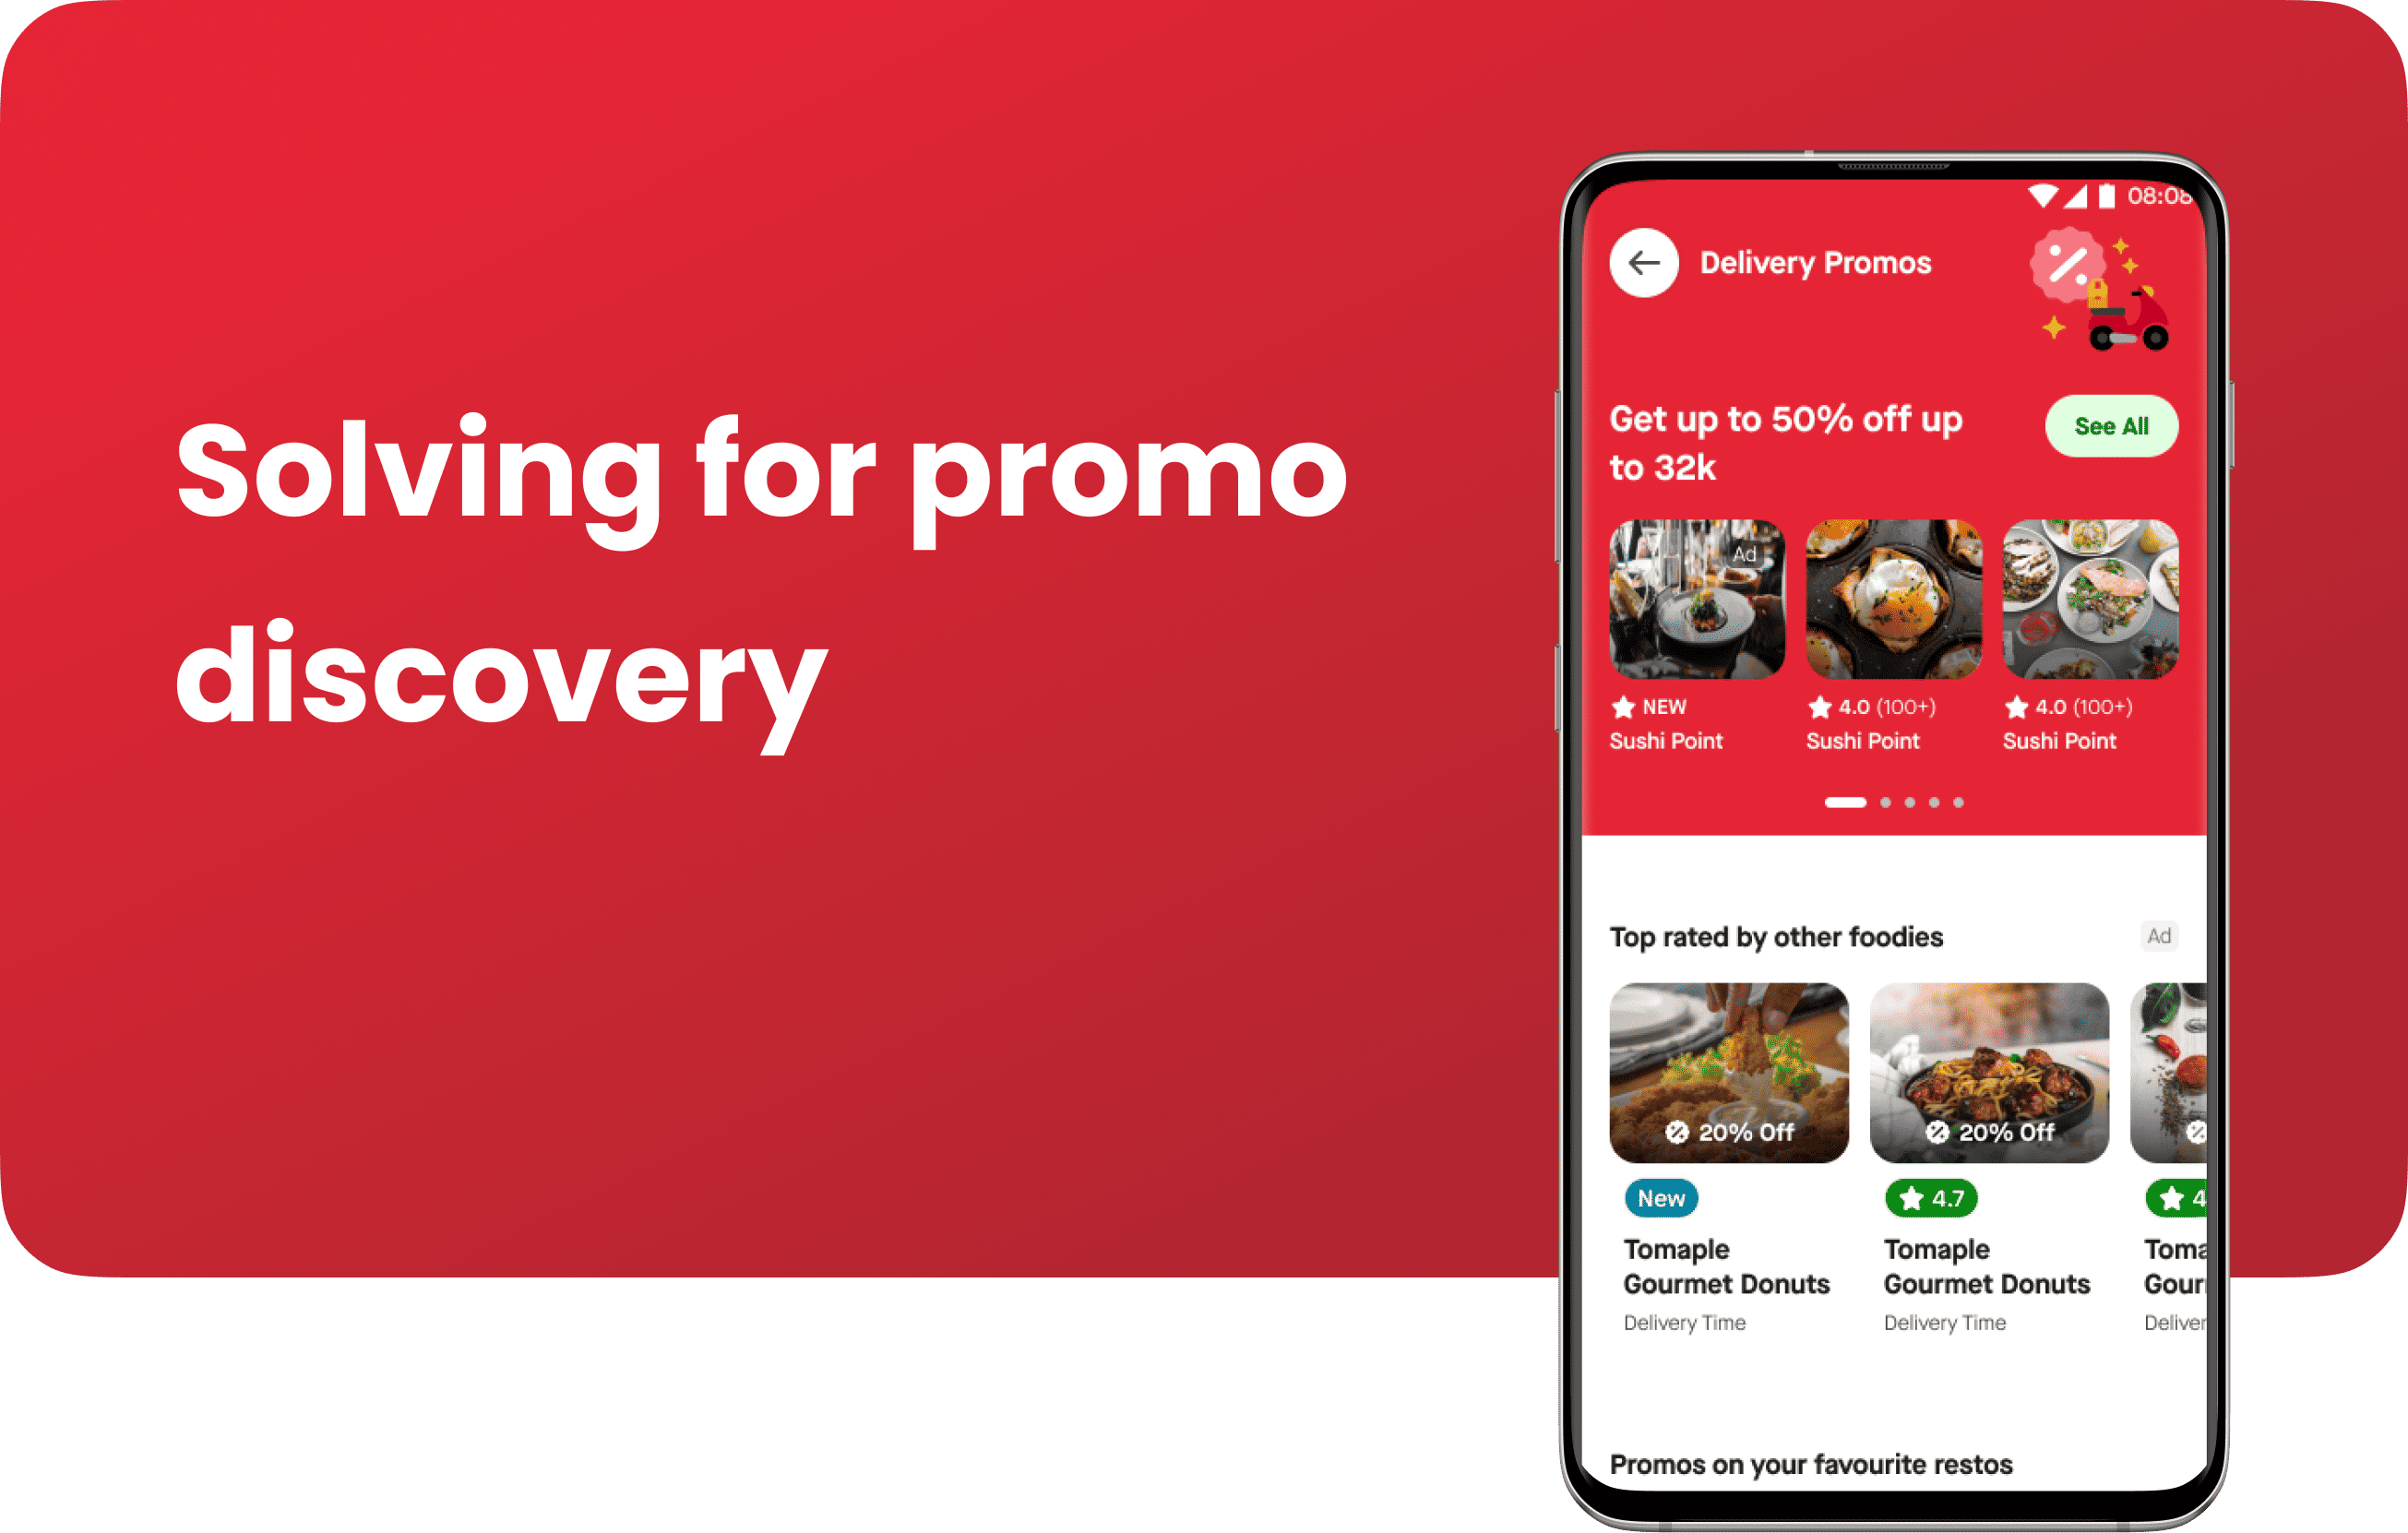 Solving for promo
discovery
08:08
Delivery Promos
Get up to 50% off up
to 32k
See All
Ad
NEW
4.0 (100+)
4.0 (100+)
Sushi Point
Sushi Point
Sushi Point
Top rated by other foodies
Ad
20% Off
20% Off
New
4.7
4
Tomaple
Gourmet Donuts
Tomaple
Gourmet Donuts
Toma
Gour
Delivery Time
Delivery Time
Deliver
Promos on your favourite restos